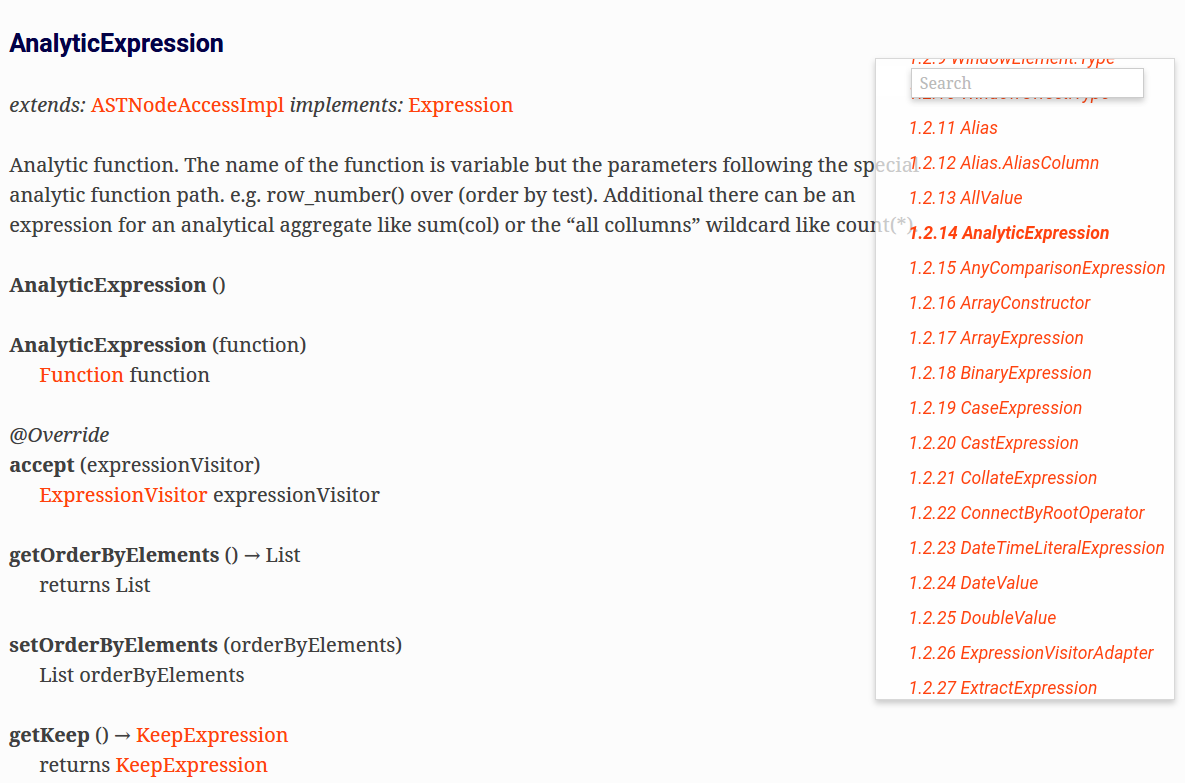 AnalyticExpression
extends: ASTNodeAccessImpl implements: Expression
Analytic function. The name of the function is variable but the parameters following the special
analytic function path. e.g. row_number() over (order by test). Additional there can be an
expression for an analytical aggregate like sum(col) or the “all collumns” wildcard like count(*)
AnalyticExpression ()
AnalyticExpression (function)
Function function
@Override
accept (expressionVisitor)
ExpressionVisitor expressionVisitor
getOrderByElements () → List
returns List
setOrderByElements (orderByElements)
List orderByElements
getKeep () → KeepExpression
returns KeepExpression
1.2.9 WindowElement.Type
Search
1.2.11 Alias
1.2.12 Alias.AliasColumn
1.2.13 AllValue
1.2.14 AnalyticExpression
1.2.15 AnyComparisonExpression
1.2.16 ArrayConstructor
1.2.17 ArrayExpression
1.2.18 BinaryExpression
1.2.19 CaseExpression
1.2.20 CastExpression
1.2.21 CollateExpression
1.2.22 ConnectByRootOperator
1.2.23 DateTimeLiteralExpression
1.2.24 DateValue
1.2.25 DoubleValue
1.2.26 ExpressionVisitorAdapter
1.2.27 ExtractExpression